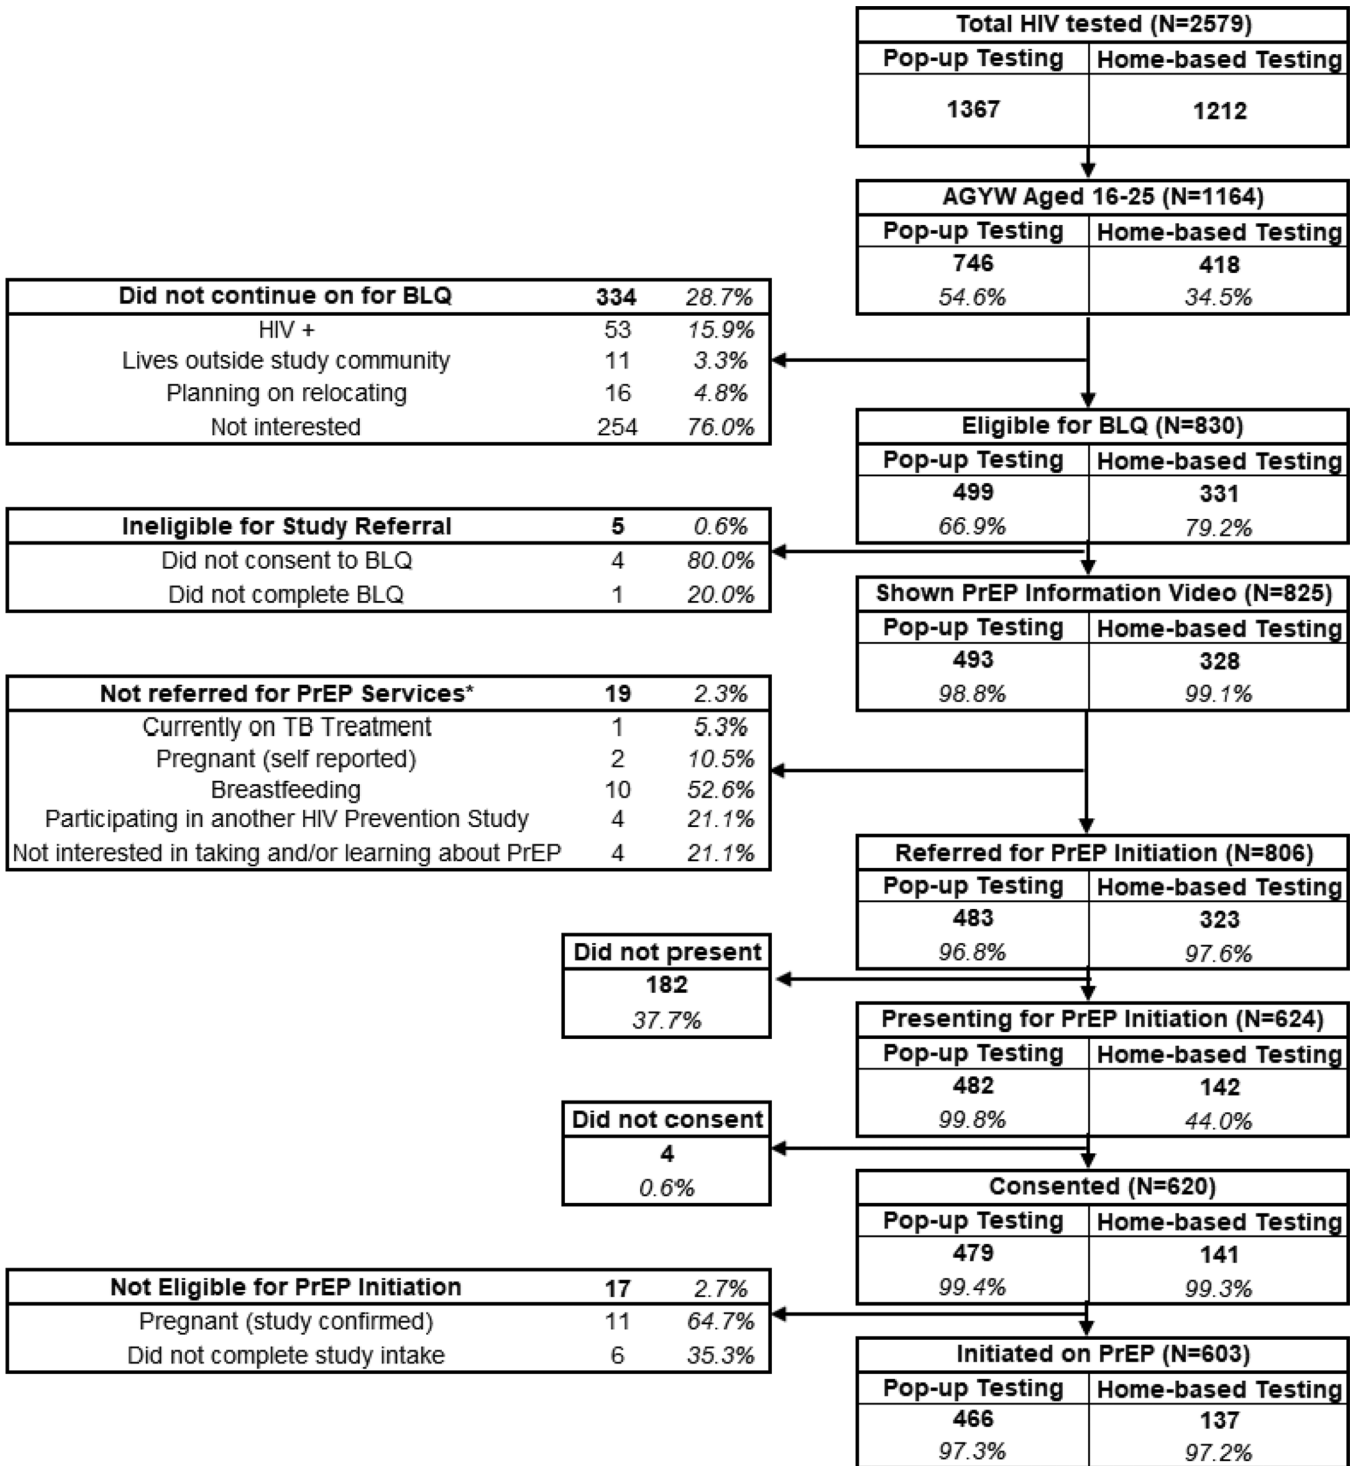 Total HIV tested (N=2579)
Pop-up Testing Home-based Testing
1367 1212
AGYW Aged 16-25 (N=1164)
Pop-up Testing Home-based Testing
746 418
54.6% 34.5%
Did not continue on for BLQ 334 28.7%
HIV + 53 15.9%
Lives outside study community 11 3.3%
Planning on relocating 16 4.8%
Not interested 254 76.0%
Eligible for BLQ (N=830)
Pop-up Testing Home-based Testing
499 331
66.9% 79.2%
Ineligible for Study Referral 5 0.6%
Did not consent to BLQ 4 80.0%
Did not complete BLQ 1 20.0%
Shown PrEP Information Video (N=825)
Pop-up Testing Home-based Testing
493 328
98.8% 99.1%
Not referred for PrEP Services* 19 2.3%
Currently on TB Treatment 1 5.3%
Pregnant (self reported) 2 10.5%
Breastfeeding 10 52.6%
Participating in another HIV Prevention Study 4 21.1%
Not interested in taking and/or learning about PrEP 4 21.1%
Referred for PrEP Initiation (N=806)
Pop-up Testing Home-based Testing
483 323
96.8% 97.6%
Did not present
182
37.7%
Presenting for PrEP Initiation (N=624)
Pop-up Testing Home-based Testing
482 142
99.8% 44.0%
Did not consent
4
0.6%
Consented (N=620)
Pop-up Testing Home-based Testing
479 141
99.4% 99.3%
Not Eligible for PrEP Initiation 17 2.7%
Pregnant (study confirmed) 11 64.7%
Did not complete study intake 6 35.3%
Initiated on PrEP (N=603)
Pop-up Testing Home-based Testing
466 137
97.3% 97.2%